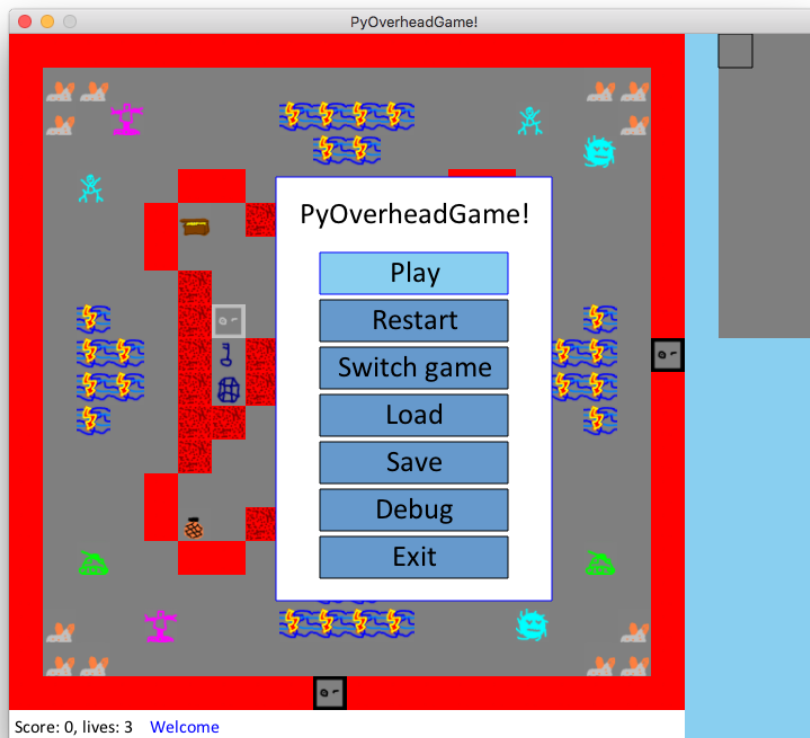 PyOverheadGame!
PyOverheadGame!
Play
Restart
Switch game
Load
Save
Debug
Exit
Score: 0, lives: 3 Welcome